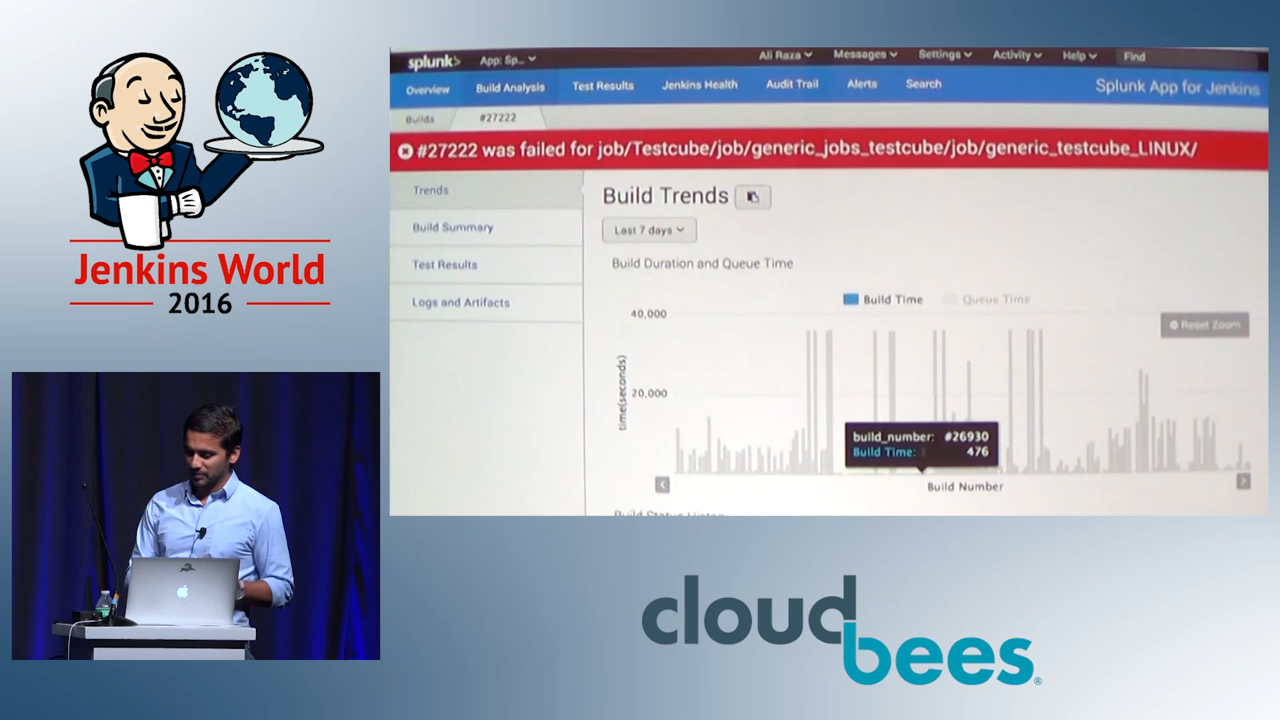 Jenkins World
2016
splunk> App: Sp... Ali Raza Messages Settings Activity Help Find
Overview Build Analysis Test Results Jenkins Health Audit Trail Alerts Search Splunk App for Jenkins
Builds #27222
#27222 was failed for job/Testcube/job/generic_jobs_testcube/job/generic_testcube_LINUX/
Trends
Build Summary
Test Results
Logs and Artifacts
Build Trends
Last 7 days
Build Duration and Queue Time
Build Time Queue Time
Reset Zoom
40,000
20,000
time(seconds)
build_number: #26930
Build Time: 476
Build Number
Build Status History
cloudbees®